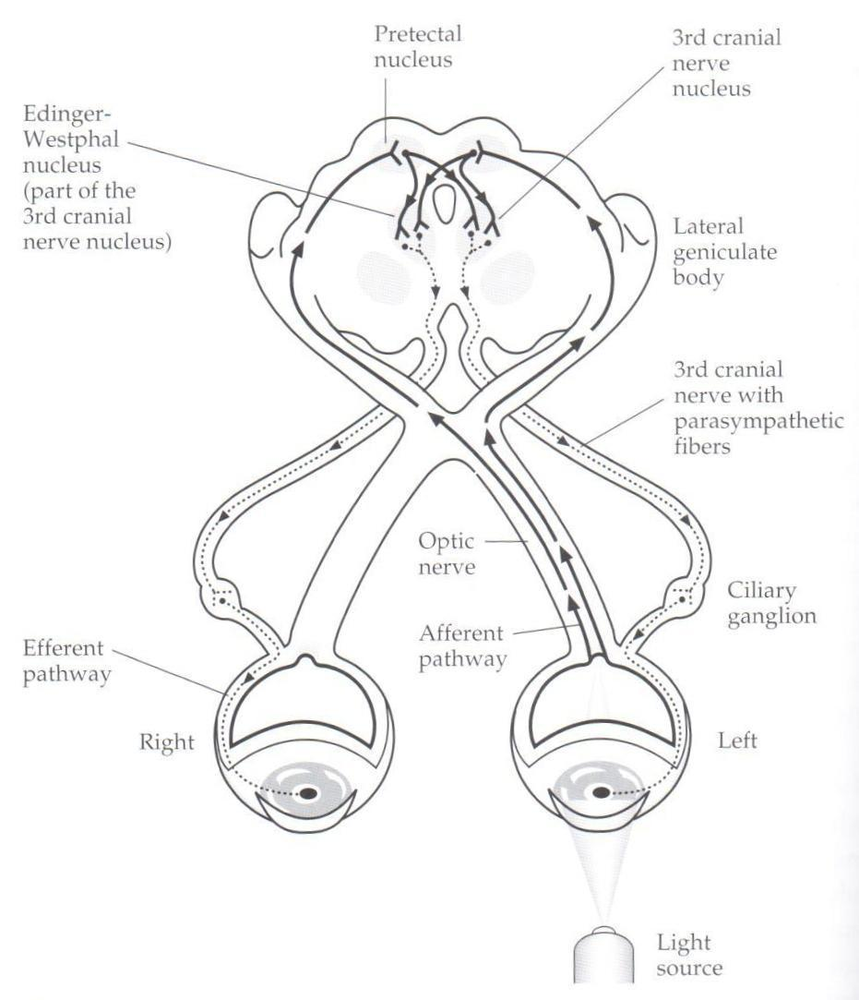 Pretectal
nucleus
3rd cranial
nerve
nucleus
Edinger-
Westphal
nucleus
(part of the
3rd cranial
nerve nucleus)
Lateral
geniculate
body
3rd cranial
nerve with
parasympathetic
fibers
Optic
nerve
Ciliary
ganglion
Afferent
pathway
Efferent
pathway
Right
Left
Light
source